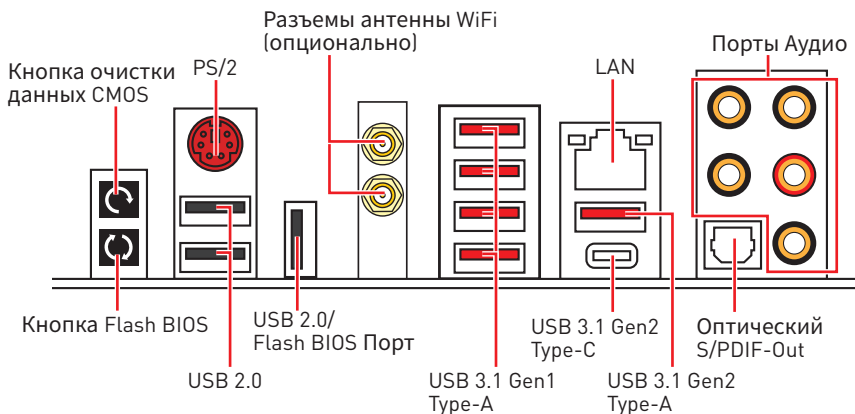 Разъемы антенны WiFi
(опционально)
Порты Аудио
Кнопка очистки
данных CMOS
PS/2
LAN
Кнопка Flash BIOS
USB 2.0/
Flash BIOS Порт
USB 3.1 Gen2
Type-C
Оптический
S/PDIF-Out
USB 2.0
USB 3.1 Gen1
Type-A
USB 3.1 Gen2
Type-A